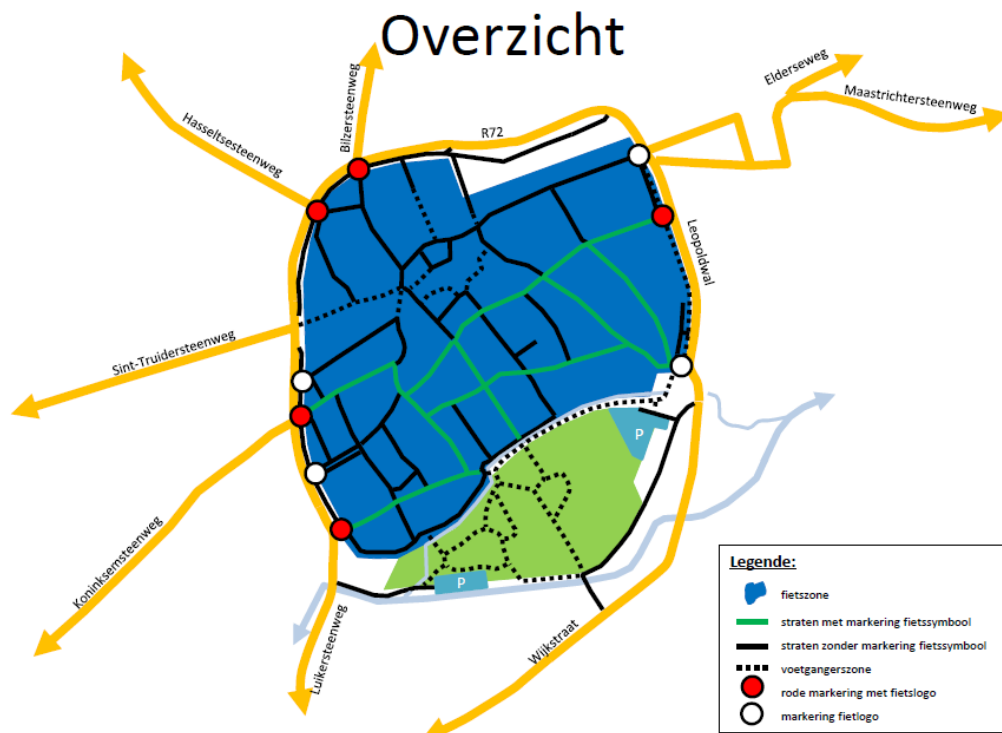 Overzicht
Elderseweg
Maastrichtersteenweg
Bilzersteenweg
Hasseltsesteenweg
R72
Leopoldwal
Sint-Truidersteenweg
P
Koninksemsteenweg
P
Luikersteenweg
Wijkstraat
Legende:
fietszone
straten met markering fietssymbool
straten zonder markering fietssymbool
voetgangerszone
rode markering met fietslogo
markering fietlogo